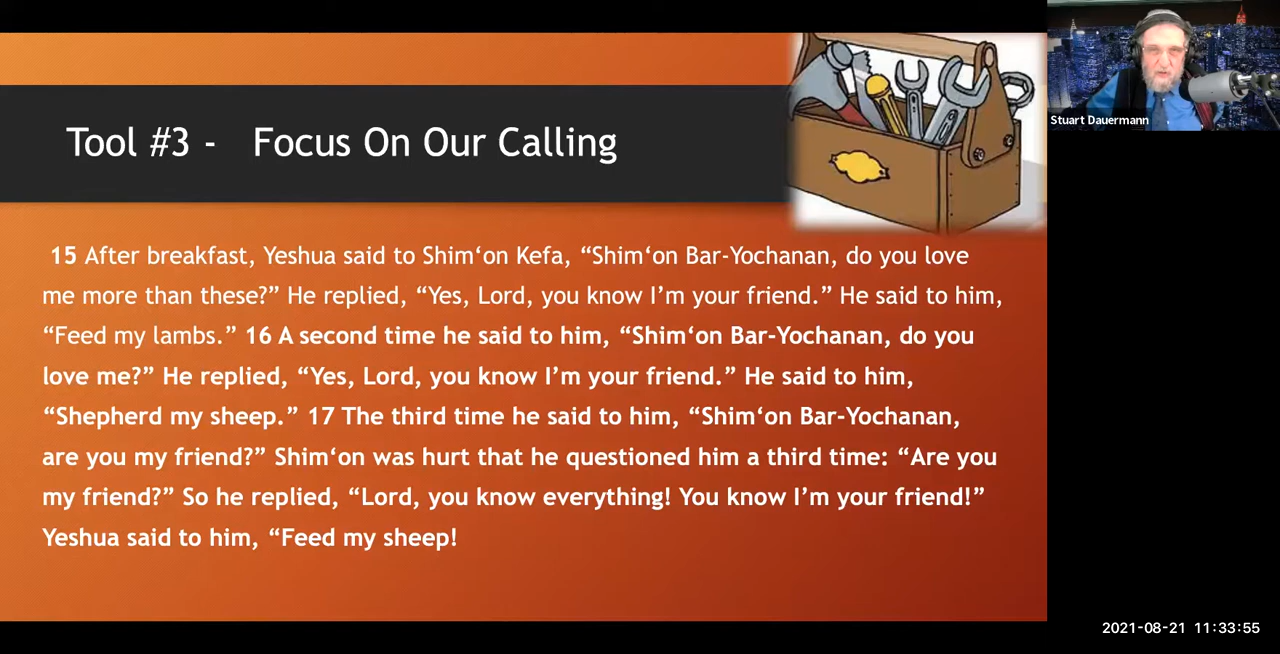 Tool #3 - Focus On Our Calling
Stuart Dauermann
15 After breakfast, Yeshua said to Shim‘on Kefa, “Shim‘on Bar-Yochanan, do you love
me more than these?” He replied, “Yes, Lord, you know I’m your friend.” He said to him,
“Feed my lambs.” 16 A second time he said to him, “Shim‘on Bar-Yochanan, do you
love me?” He replied, “Yes, Lord, you know I’m your friend.” He said to him,
“Shepherd my sheep.” 17 The third time he said to him, “Shim‘on Bar-Yochanan,
are you my friend?” Shim‘on was hurt that he questioned him a third time: “Are you
my friend?” So he replied, “Lord, you know everything! You know I’m your friend!”
Yeshua said to him, “Feed my sheep!
2021-08-21 11:33:55